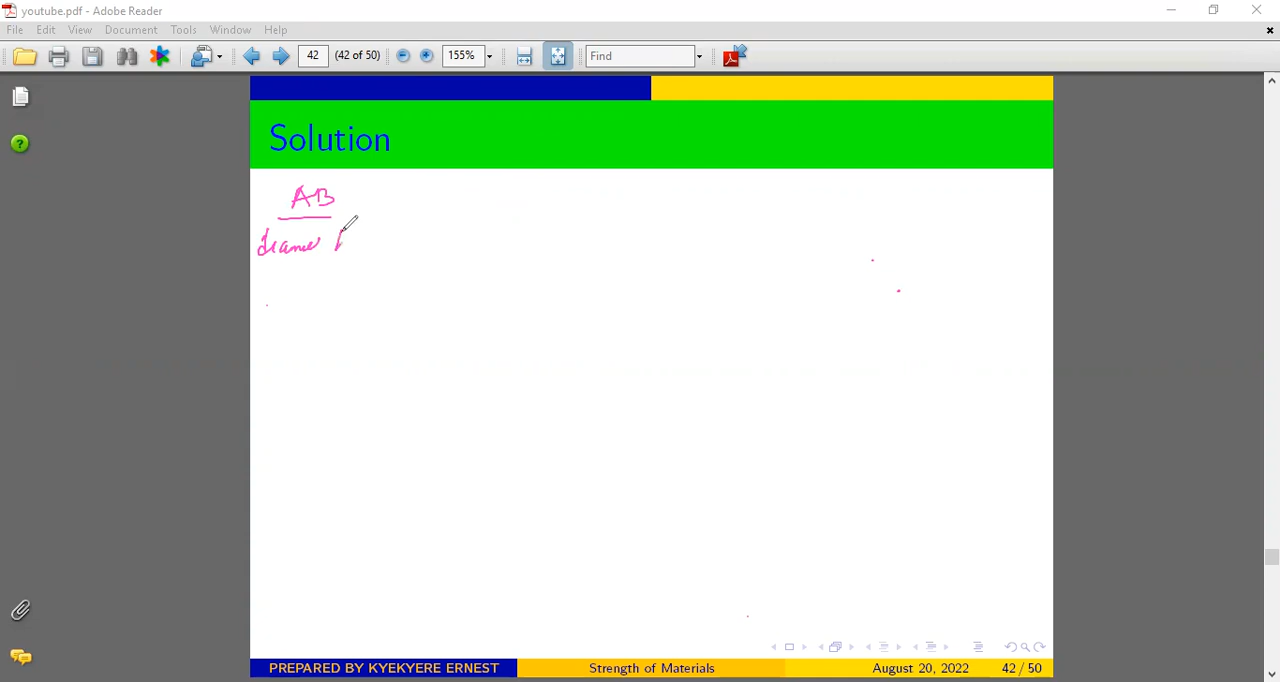 youtube.pdf - Adobe Reader
File Edit View Document Tools Window Help
42 (42 of 50) 155% Find
Solution
AB
PREPARED BY KYEKYERE ERNEST Strength of Materials August 20, 2022 42 / 50